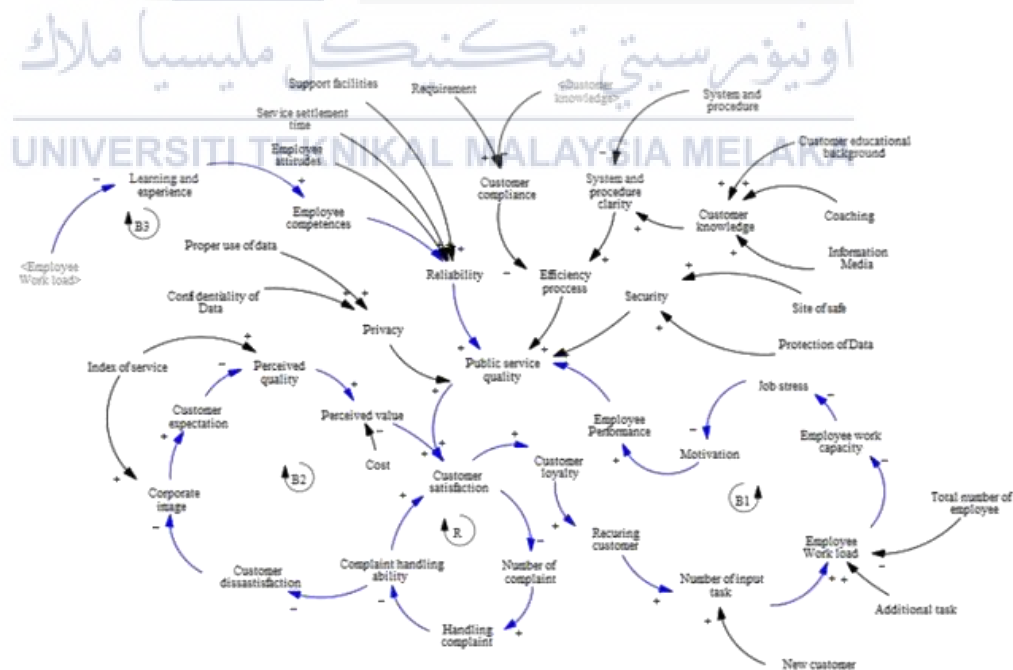 اونيۏرسيتي تيكنيكل مليسيا ملاك
UNIVERSITI TEKNIKAL MALAYSIA MELAKA
Support facilities
Requirement
<Customer
knowledge>
System and
procedure
Service settlement
time
Employee
attitudes
Customer educational
background
Learning and
experience
Customer
compliance
System and
procedure
clarity
Employee
competences
Customer
knowledge
Coaching
B3
Proper use of data
Information
Media
<Employee
Work load>
Reliability
Efficiency
proccess
Security
Confidentiality of
Data
Site of safe
Privacy
Protection of Data
Index of service
Perceived
quality
Public service
quality
Job stress
Customer
expectation
Perceived value
Employee
Performance
Employee work
capacity
Cost
Motivation
B2
Customer
satisfaction
Customer
loyalty
B1
Corporate
image
Total number of
employee
R
Recuring
customer
Employee
Work load
Customer
dissastisfaction
Complaint handling
ability
Number of
complaint
Number of input
task
Additional task
Handling
complaint
New customer